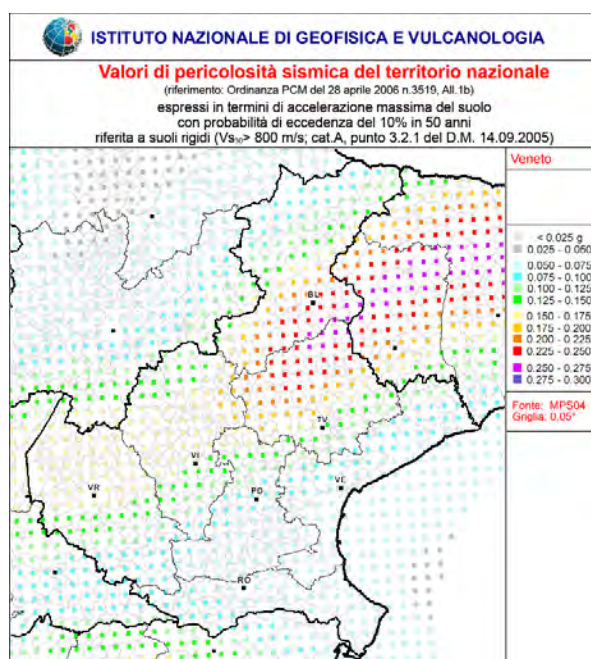 ISTITUTO NAZIONALE DI GEOFISICA E VULCANOLOGIA
Valori di pericolosità sismica del territorio nazionale
(riferimento: Ordinanza PCM del 28 aprile 2006 n.3519, All.1b)
espressi in termini di accelerazione massima del suolo
con probabilità di eccedenza del 10% in 50 anni
riferita a suoli rigidi (Vs₃₀> 800 m/s; cat.A, punto 3.2.1 del D.M. 14.09.2005)
Veneto
< 0.025 g
0.025 - 0.050
0.050 - 0.075
0.075 - 0.100
0.100 - 0.125
0.125 - 0.150
0.150 - 0.175
0.175 - 0.200
0.200 - 0.225
0.225 - 0.250
0.250 - 0.275
0.275 - 0.300
Fonte: MPS04
Griglia: 0.05°
BL
TV
VI
VR
PD
VE
RO